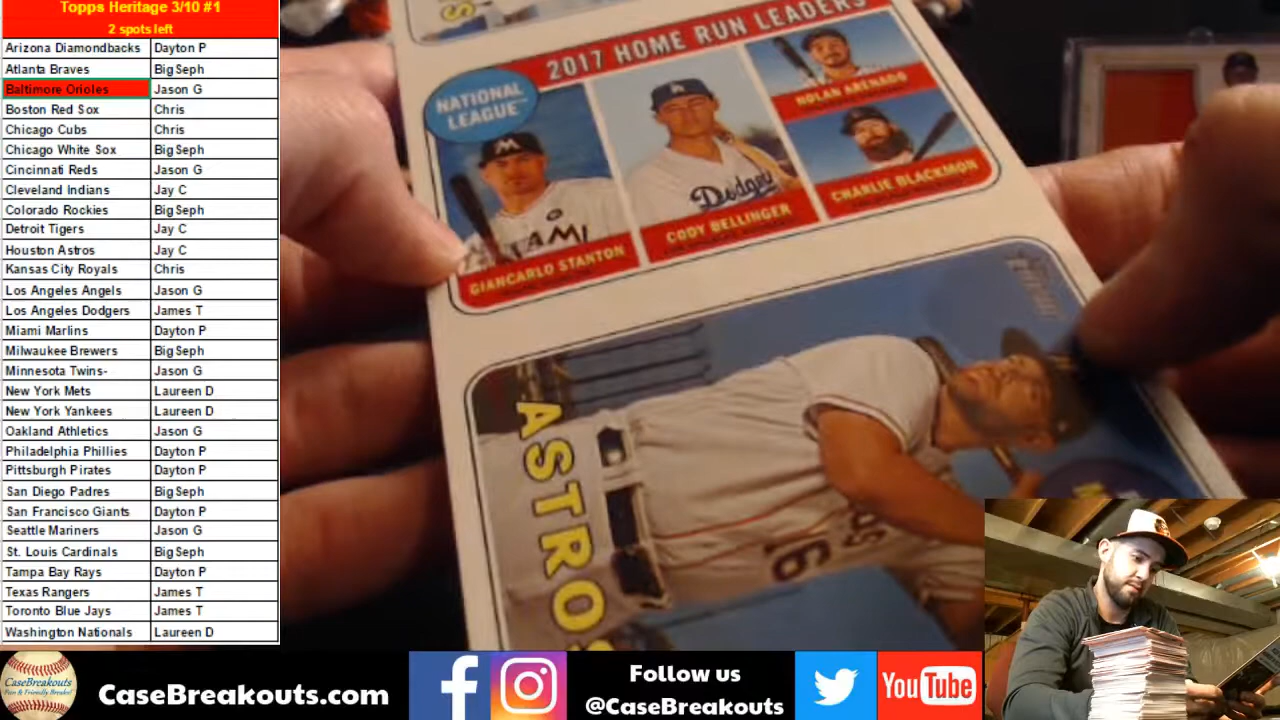 Topps Heritage 3/10 #1
2 spots left
Arizona Diamondbacks Dayton P
Atlanta Braves Big Seph
Baltimore Orioles Jason G
Boston Red Sox Chris
Chicago Cubs Chris
Chicago White Sox Big Seph
Cincinnati Reds Jason G
Cleveland Indians Jay C
Colorado Rockies Big Seph
Detroit Tigers Jay C
Houston Astros Jay C
Kansas City Royals Chris
Los Angeles Angels Jason G
Los Angeles Dodgers James T
Miami Marlins Dayton P
Milwaukee Brewers Big Seph
Minnesota Twins- Jason G
New York Mets Laureen D
New York Yankees Laureen D
Oakland Athletics Jason G
Philadelphia Phillies Dayton P
Pittsburgh Pirates Dayton P
San Diego Padres Big Seph
San Francisco Giants Dayton P
Seattle Mariners Jason G
St. Louis Cardinals Big Seph
Tampa Bay Rays Dayton P
Texas Rangers James T
Toronto Blue Jays James T
Washington Nationals Laureen D
2017 HOME RUN LEADERS
NATIONAL
LEAGUE
NOLAN ARENADO
CHARLIE BLACKMON
Dodgers
CODY BELLINGER
GIANCARLO STANTON
ASTROS
CaseBreakouts
Fun & Friendly Breaks!
CaseBreakouts.com
Follow us
@CaseBreakouts
YouTube